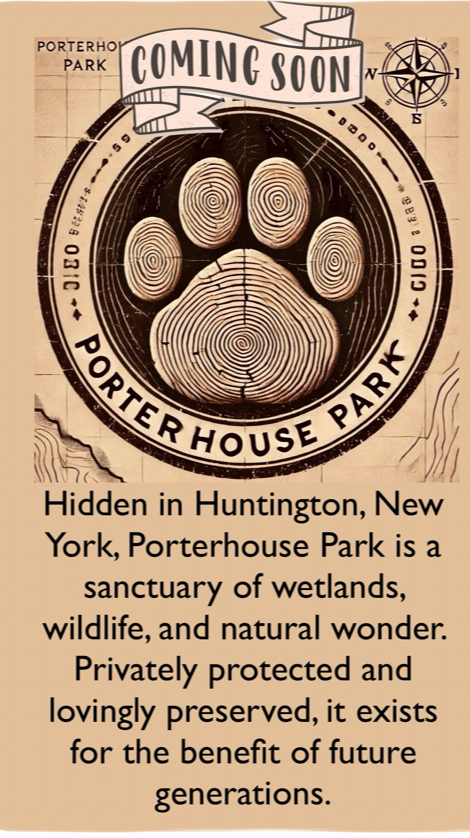 PORTERHO
PARK
COMING SOON
W
S
PORTERHOUSE PARK
Hidden in Huntington, New
York, Porterhouse Park is a
sanctuary of wetlands,
wildlife, and natural wonder.
Privately protected and
lovingly preserved, it exists
for the benefit of future
generations.